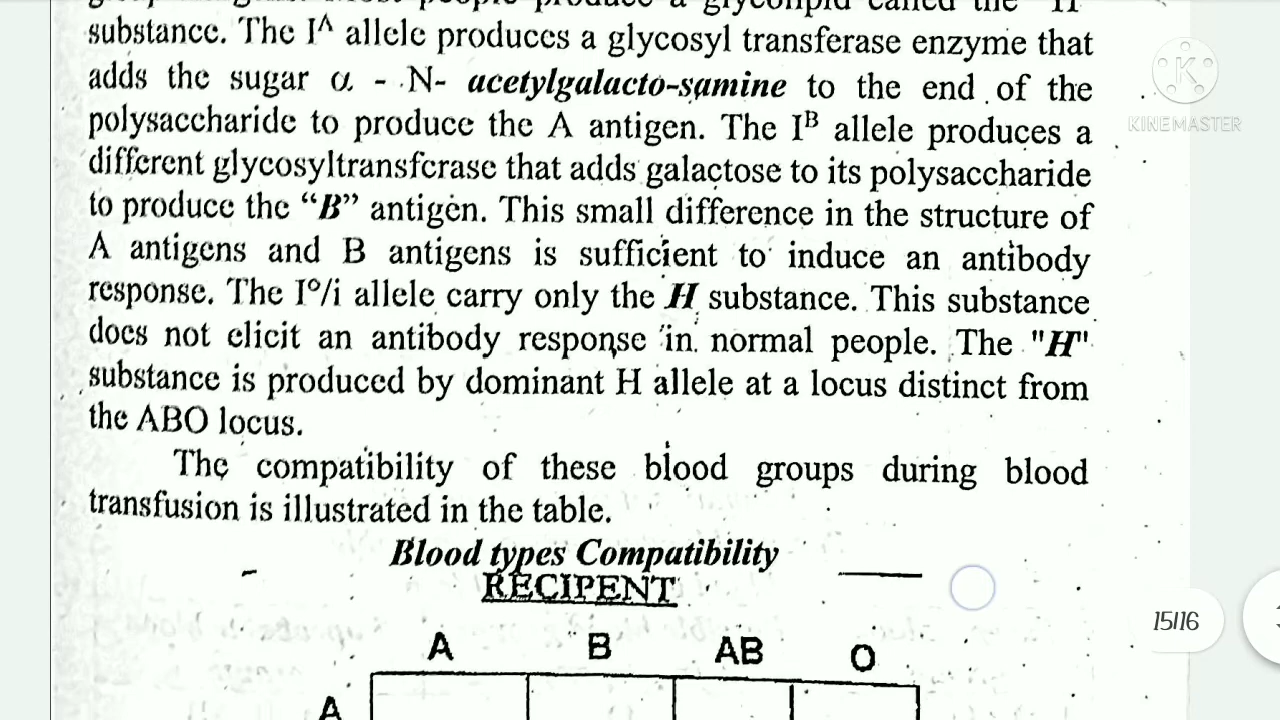 substance. The I^A allele produces a glycosyl transferase enzyme that
adds the sugar α - N- acetylgalacto-samine to the end of the
polysaccharide to produce the A antigen. The I^B allele produces a
different glycosyltransferase that adds galactose to its polysaccharide
to produce the “B” antigen. This small difference in the structure of
A antigens and B antigens is sufficient to induce an antibody
response. The I°/i allele carry only the H substance. This substance
does not elicit an antibody response in normal people. The "H"
substance is produced by dominant H allele at a locus distinct from
the ABO locus.
The compatibility of these blood groups during blood
transfusion is illustrated in the table.
Blood types Compatibility
RECIPENT
A B AB O
A
K
KINEMASTER
15/16